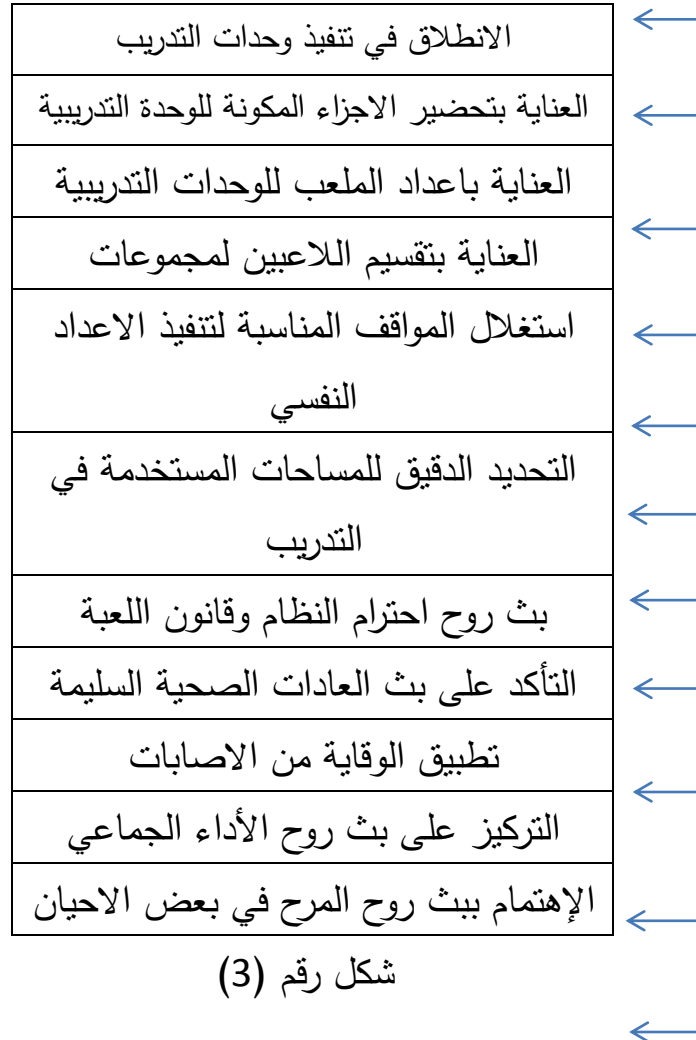 الانطلاق في تنفيذ وحدات التدريب
العناية بتحضير الاجزاء المكونة للوحدة التدريبية
العناية باعداد الملعب للوحدات التدريبية
العناية بتقسيم اللاعبين لمجموعات
استغلال المواقف المناسبة لتنفيذ الاعداد
النفسي
التحديد الدقيق للمساحات المستخدمة في
التدريب
بث روح احترام النظام وقانون اللعبة
التأكد على بث العادات الصحية السليمة
تطبيق الوقاية من الاصابات
التركيز على بث روح الأداء الجماعي
الإهتمام ببث روح المرح في بعض الاحيان
شكل رقم (3)